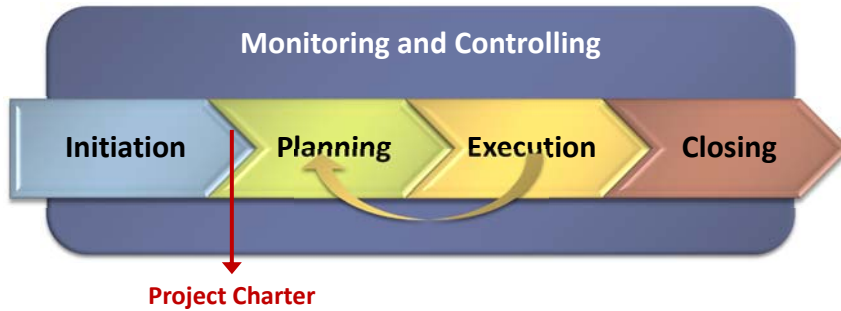 Monitoring and Controlling
Initiation
Planning
Execution
Closing
Project Charter